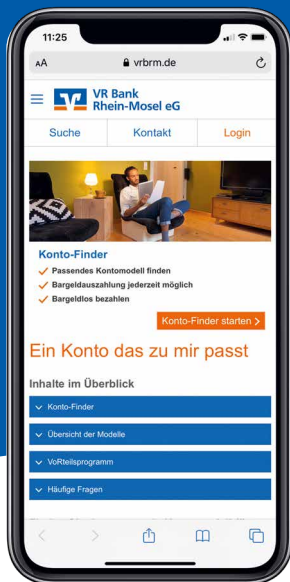 11:25
AA
vrbrm.de
VR Bank
Rhein-Mosel eG
Suche
Kontakt
Login
Konto-Finder
Passendes Kontomodell finden
Bargeldauszahlung jederzeit möglich
Bargeldlos bezahlen
Konto-Finder starten
Ein Konto das zu mir passt
Inhalte im Überblick
Konto-Finder
Übersicht der Modelle
VoRteilsprogramm
Häufige Fragen